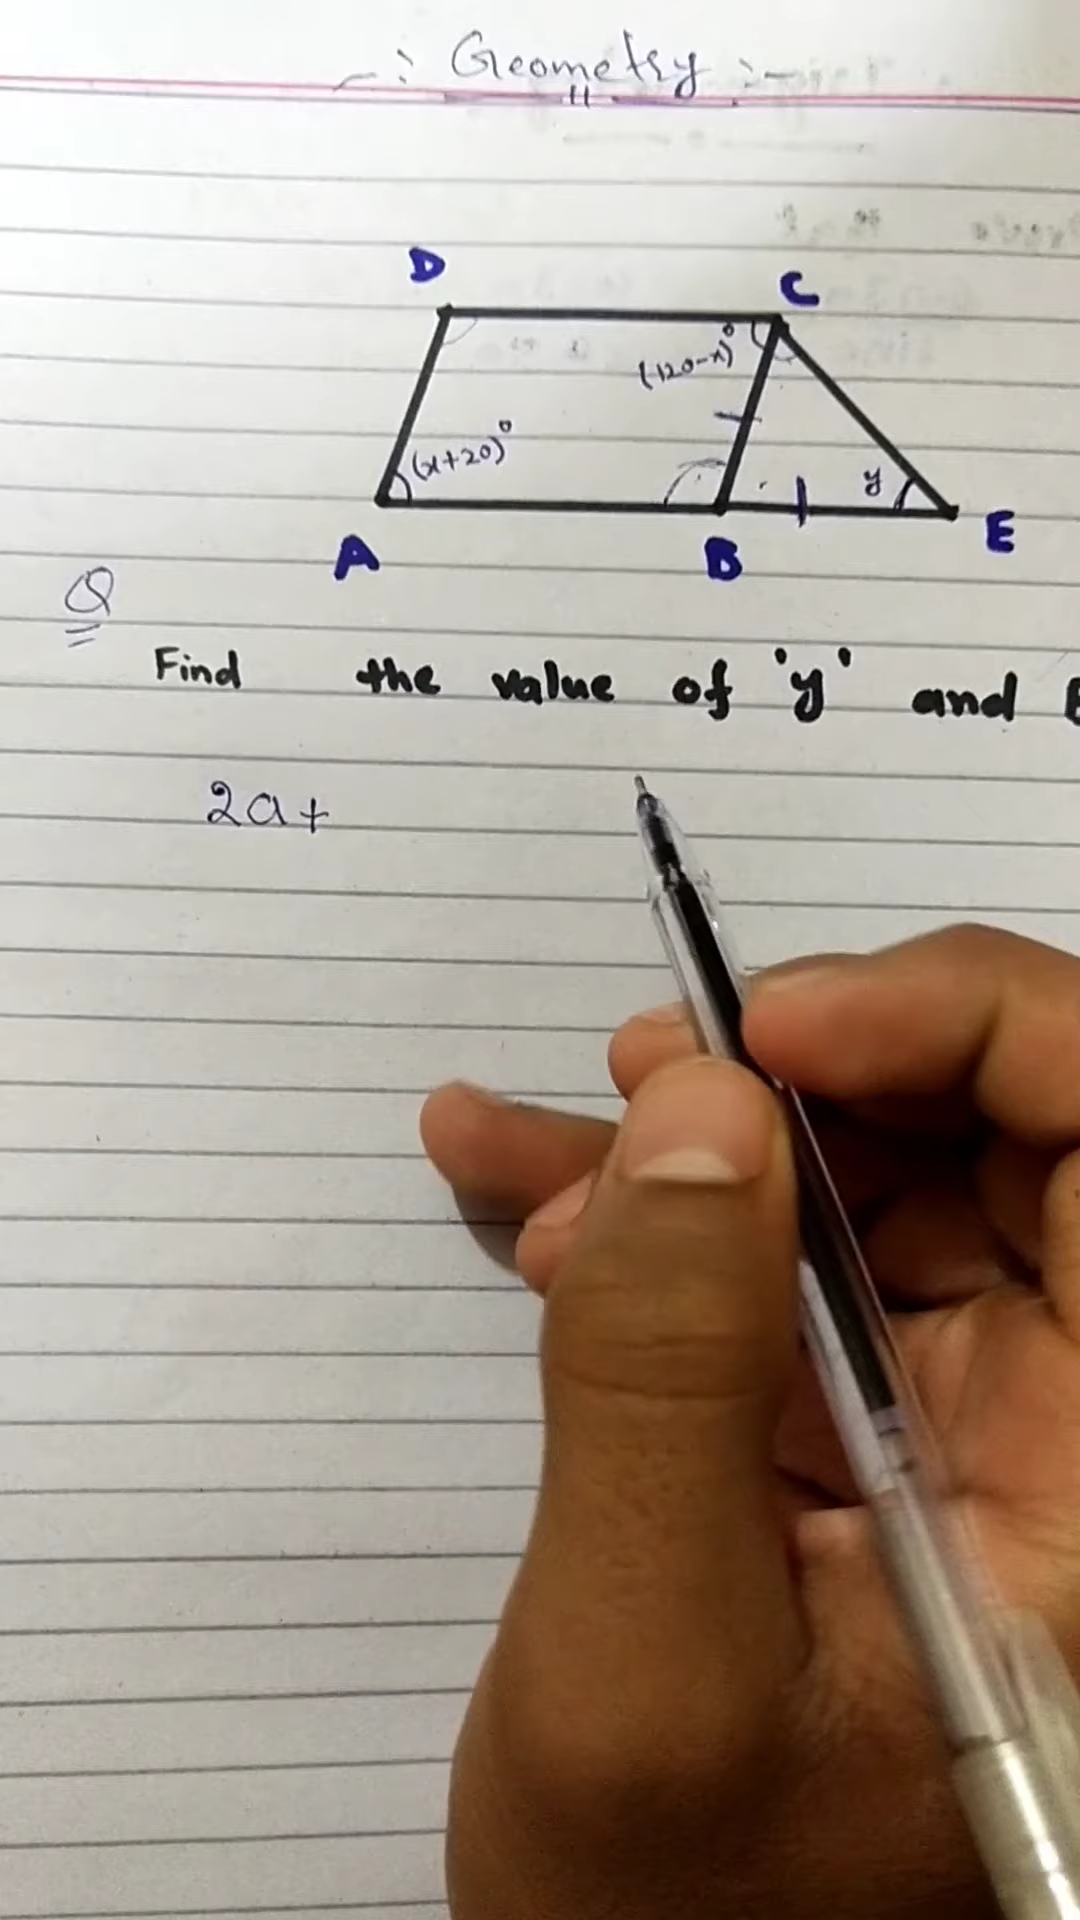 -: Geometry :-
D
C
(120-x)°
(x+20)°
y
A
B
E
Q
Find the value of 'y' and
2a+